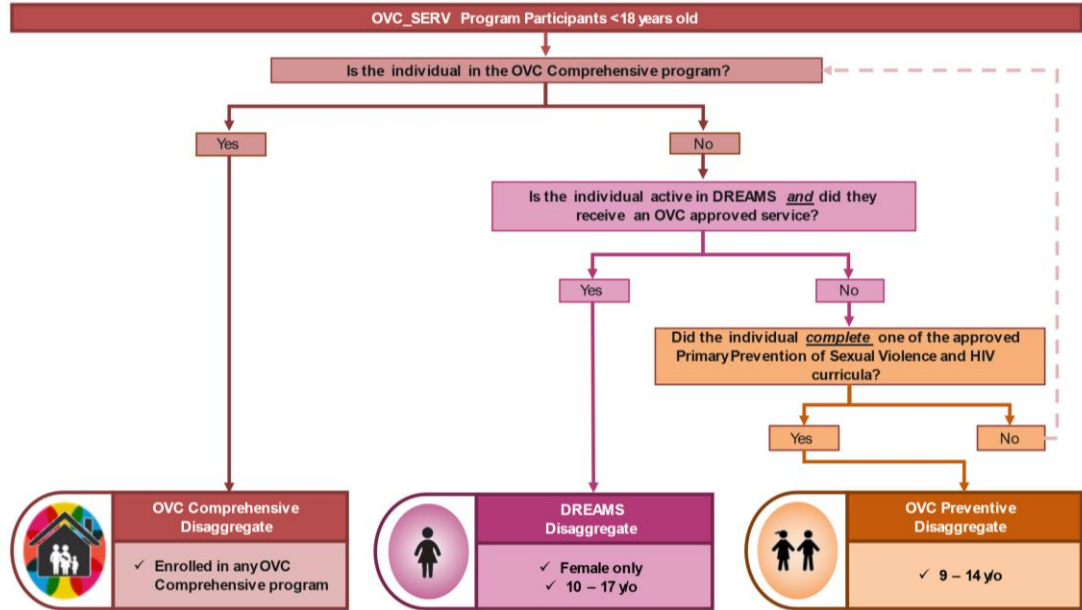 OVC_SERV Program Participants <18 years old
Is the individual in the OVC Comprehensive program?
Yes
No
Is the individual active in DREAMS and did they
receive an OVC approved service?
Yes
No
Did the individual complete one of the approved
Primary Prevention of Sexual Violence and HIV
curricula?
Yes
No
OVC Comprehensive
Disaggregate
✓ Enrolled in any OVC
Comprehensive program
DREAMS
Disaggregate
✓ Female only
✓ 10 – 17 y/o
OVC Preventive
Disaggregate
✓ 9 – 14 y/o